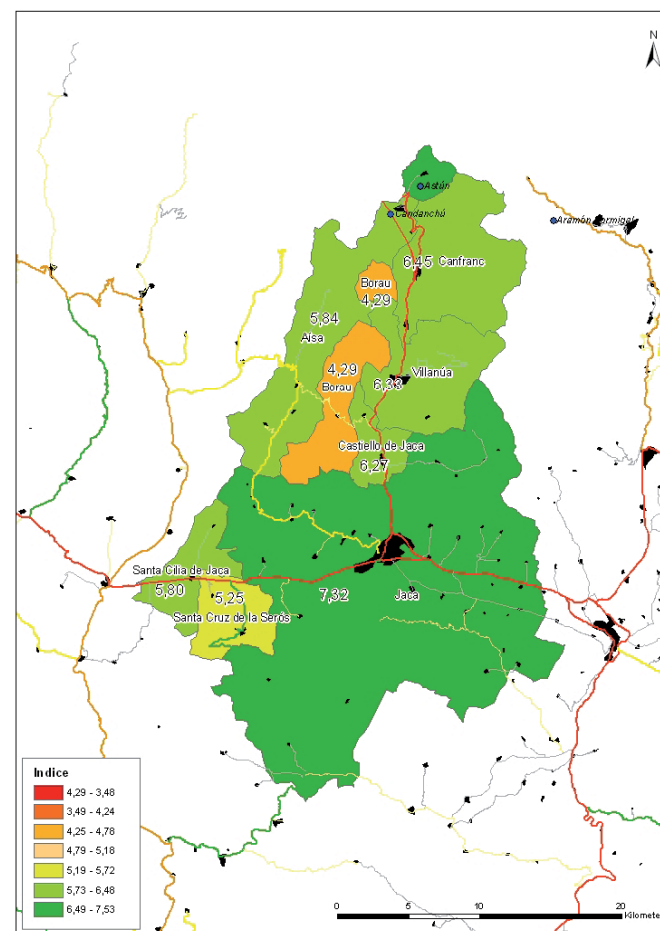 N
Astún
Candanchú
Aramón Formigal
6,45
Canfranc
Borau
4,29
5,84
Aisa
4,29
Borau
Villanúa
6,33
Castiello de Jaca
6,27
Santa Cilia de Jaca
5,80
5,25
7,32
Jaca
Santa Cruz de la Serós
Indice
4,29 - 3,48
3,49 - 4,24
4,25 - 4,78
4,79 - 5,18
5,19 - 5,72
5,73 - 6,48
6,49 - 7,53
0 5 10 20
Kilomete